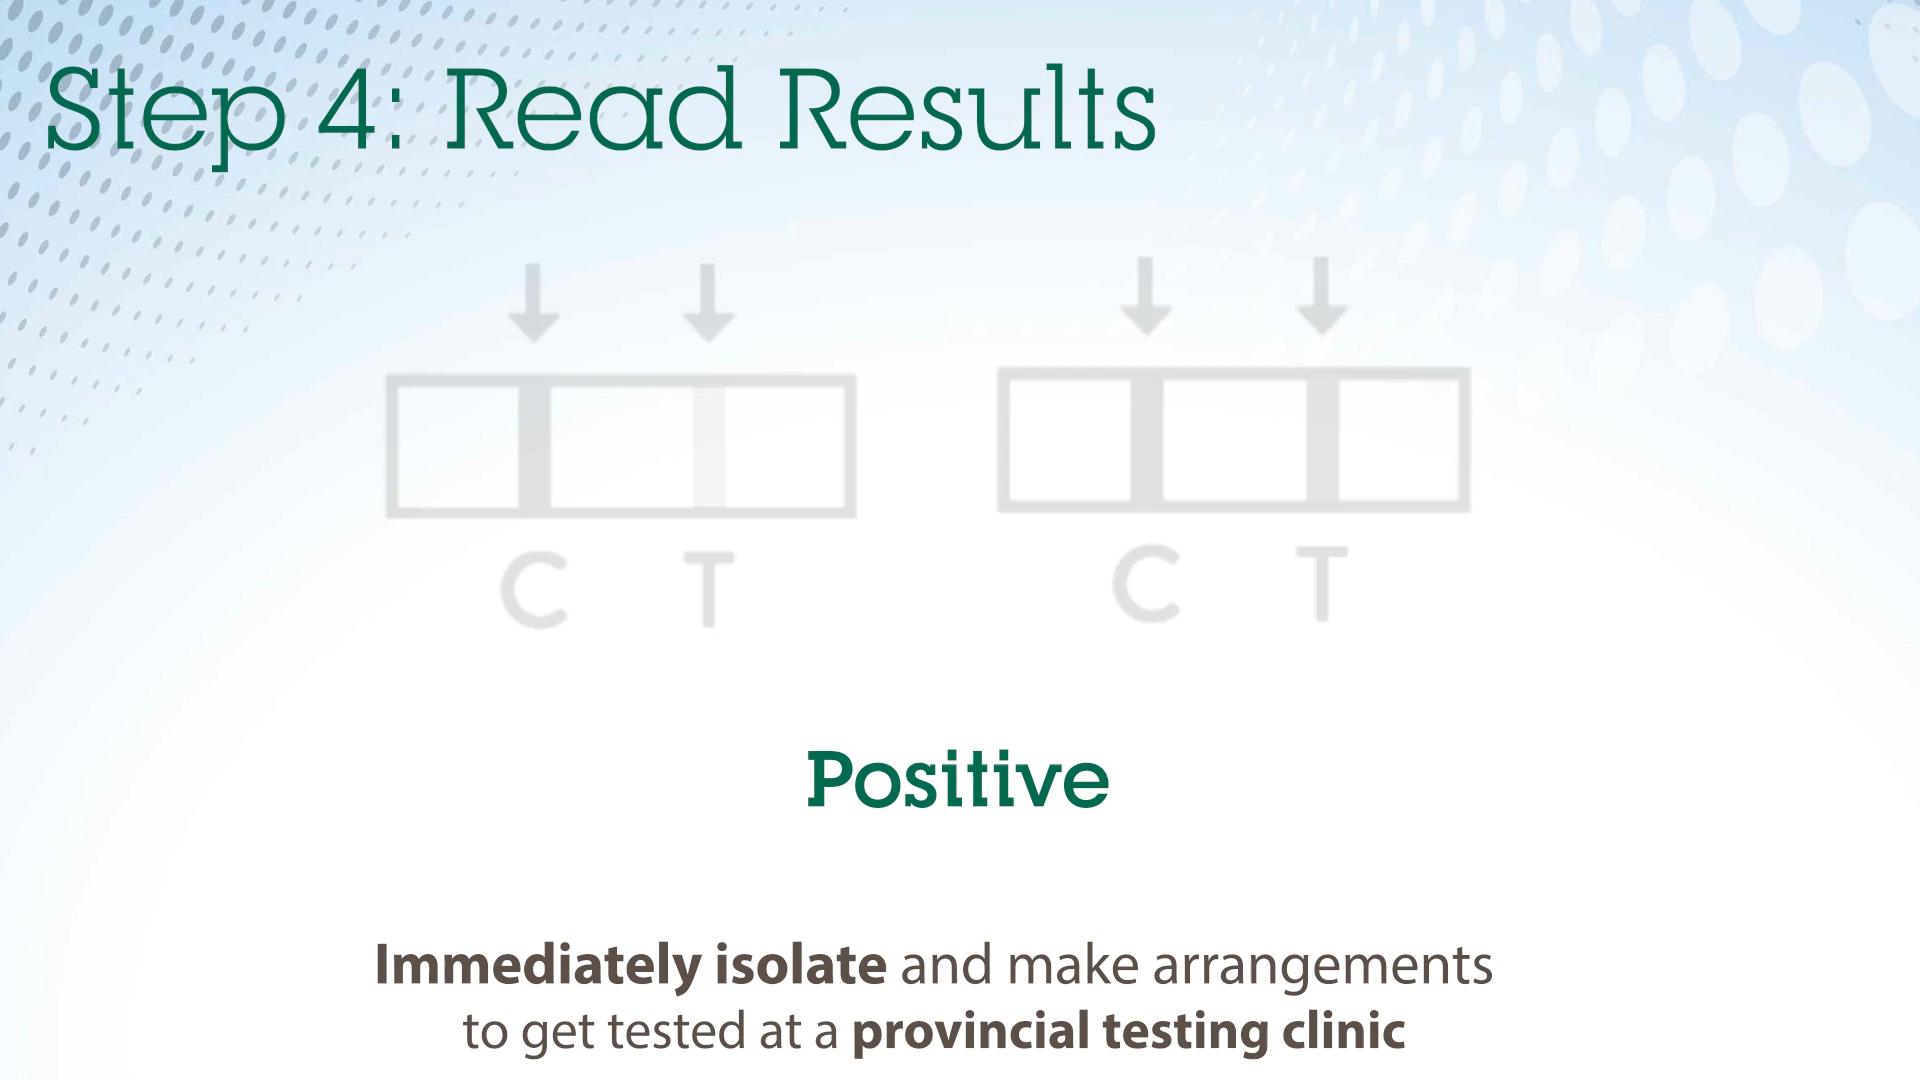 Step 4: Read Results
C T C T
Positive
Immediately isolate and make arrangements
to get tested at a provincial testing clinic